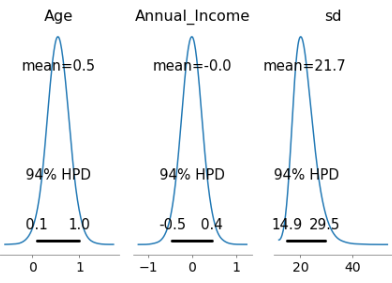 Age Annual_Income sd
mean=0.5 mean=-0.0 mean=21.7
94% HPD 94% HPD 94% HPD
0.1 1.0 -0.5 0.4 14.9 29.5
0 1 −1 0 1 20 40